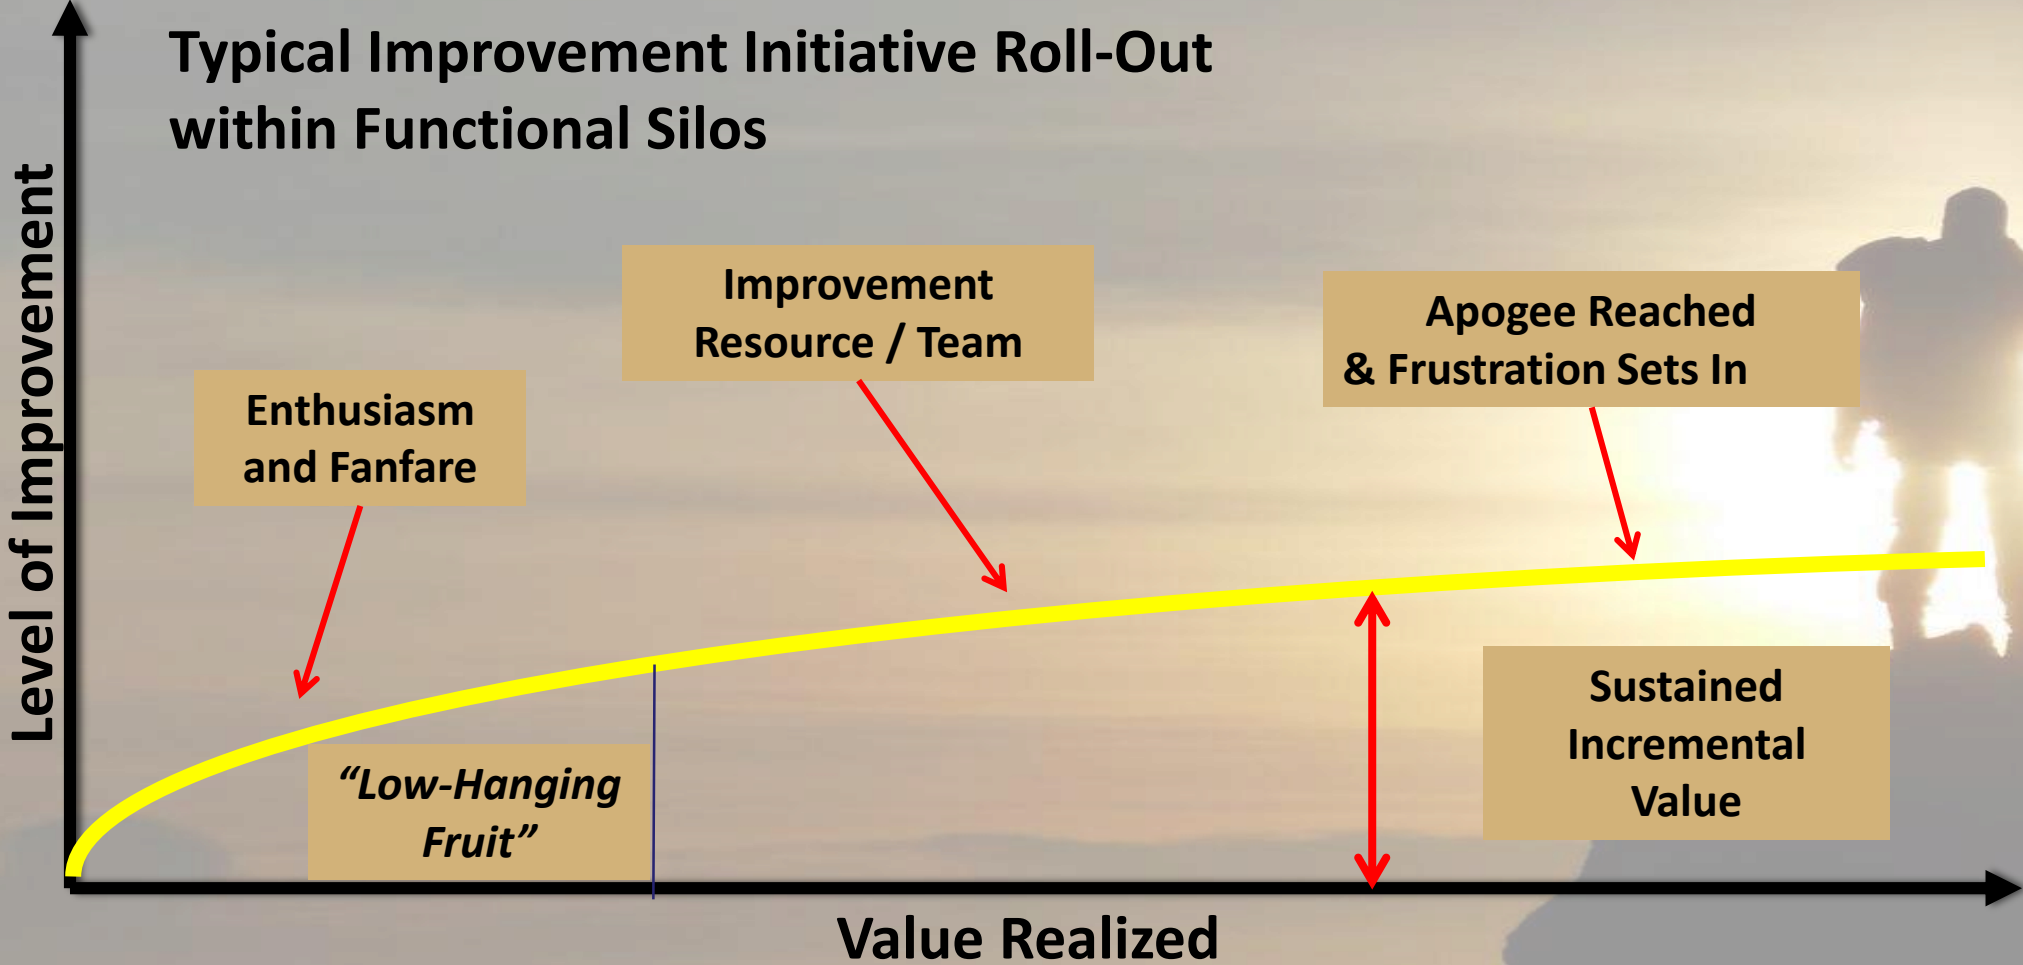 Typical Improvement Initiative Roll-Out
within Functional Silos
Level of Improvement
Improvement
Resource / Team
Apogee Reached
& Frustration Sets In
Enthusiasm
and Fanfare
“Low-Hanging
Fruit”
Sustained
Incremental
Value
Value Realized